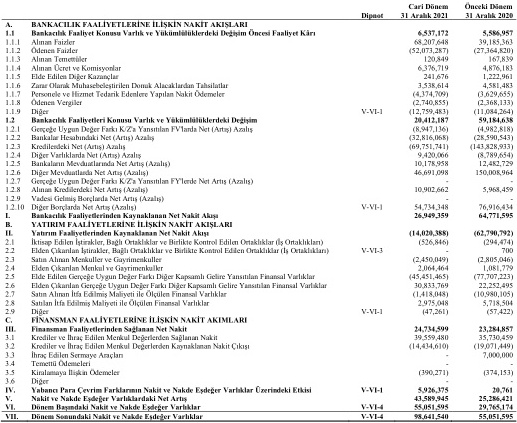 Cari Dönem Önceki Dönem
Dipnot 31 Aralık 2021 31 Aralık 2020
A. BANKACILIK FAALİYETLERİNE İLİŞKİN NAKİT AKIŞLARI
1.1 Bankacılık Faaliyet Konusu Varlık ve Yükümlülüklerdeki Değişim Öncesi Faaliyet Kârı 6,537,172 5,586,957
1.1.1 Alınan Faizler 68,207,648 39,185,363
1.1.2 Ödenen Faizler (52,073,287) (27,364,820)
1.1.3 Alınan Temettüler 120,849 167,839
1.1.4 Alınan Ücret ve Komisyonlar 6,376,719 4,876,183
1.1.5 Elde Edilen Diğer Kazançlar 241,676 1,222,961
1.1.6 Zarar Olarak Muhasebeleştirilen Donuk Alacaklardan Tahsilatlar 3,538,614 4,581,483
1.1.7 Personele ve Hizmet Tedarik Edenlere Yapılan Nakit Ödemeler (4,374,709) (3,629,655)
1.1.8 Ödenen Vergiler (2,740,855) (2,368,133)
1.1.9 Diğer V-VI-1 (12,759,483) (11,084,264)
1.2 Bankacılık Faaliyetleri Konusu Varlık ve Yükümlülüklerdeki Değişim 20,412,187 59,184,638
1.2.1 Gerçeğe Uygun Değer Farkı K/Z'a Yansıtılan FV'larda Net (Artış) Azalış (8,947,136) (4,982,818)
1.2.2 Bankalar Hesabındaki Net (Artış) Azalış (32,816,068) (28,590,543)
1.2.3 Kredilerdeki Net (Artış) Azalış (69,751,741) (143,828,933)
1.2.4 Diğer Varlıklarda Net (Artış) Azalış 9,420,066 (8,789,654)
1.2.5 Bankaların Mevduatlarında Net Artış (Azalış) 10,178,958 12,482,729
1.2.6 Diğer Mevduatlarda Net Artış (Azalış) 46,691,098 150,008,964
1.2.7 Gerçeğe Uygun Değer Farkı K/Z'a Yansıtılan FY'lerde Net Artış (Azalış) - -
1.2.8 Alınan Kredilerdeki Net Artış (Azalış) 10,902,662 5,968,459
1.2.9 Vadesi Gelmiş Borçlarda Net Artış (Azalış) - -
1.2.10 Diğer Borçlarda Net Artış (Azalış) V-VI-1 54,734,348 76,916,434
I. Bankacılık Faaliyetlerinden Kaynaklanan Net Nakit Akışı 26,949,359 64,771,595
B. YATIRIM FAALİYETLERİNE İLİŞKİN NAKİT AKIŞLARI
II. Yatırım Faaliyetlerinden Kaynaklanan Net Nakit Akışı (14,020,388) (62,790,792)
2.1 İktisap Edilen İştirakler, Bağlı Ortaklıklar ve Birlikte Kontrol Edilen Ortaklıklar (İş Ortaklıkları) (526,846) (294,474)
2.2 Elden Çıkarılan İştirakler, Bağlı Ortaklıklar ve Birlikte Kontrol Edilen Ortaklıklar (İş Ortaklıkları) V-VI-3 - 700
2.3 Satın Alınan Menkuller ve Gayrimenkuller (2,450,049) (2,805,046)
2.4 Elden Çıkarılan Menkul ve Gayrimenkuller 2,064,464 1,081,779
2.5 Elde Edilen Gerçeğe Uygun Değer Farkı Diğer Kapsamlı Gelire Yansıtılan Finansal Varlıklar (45,451,465) (77,707,223)
2.6 Elden Çıkarılan Gerçeğe Uygun Değer Farkı Diğer Kapsamlı Gelire Yansıtılan Finansal Varlıklar 30,833,769 22,252,495
2.7 Satın Alınan İtfa Edilmiş Maliyeti ile Ölçülen Finansal Varlıklar (1,418,048) (10,980,105)
2.8 Satılan İtfa Edilmiş Maliyeti ile Ölçülen Finansal Varlıklar 2,975,048 5,718,504
2.9 Diğer V-VI-1 (47,261) (57,422)
C. FİNANSMAN FAALİYETLERİNE İLİŞKİN NAKİT AKIMLARI
III. Finansman Faaliyetlerinden Sağlanan Net Nakit 24,734,599 23,284,857
3.1 Krediler ve İhraç Edilen Menkul Değerlerden Sağlanan Nakit 39,559,480 35,730,459
3.2 Krediler ve İhraç Edilen Menkul Değerlerden Kaynaklanan Nakit Çıkışı (14,434,610) (19,071,449)
3.3 İhraç Edilen Sermaye Araçları - 7,000,000
3.4 Temettü Ödemeleri - -
3.5 Kiralamaya İlişkin Ödemeler (390,271) (374,153)
3.6 Diğer - -
IV. Yabancı Para Çevrim Farklarının Nakit ve Nakde Eşdeğer Varlıklar Üzerindeki Etkisi V-VI-1 5,926,375 20,761
V. Nakit ve Nakde Eşdeğer Varlıklardaki Net Artış 43,589,945 25,286,421
VI. Dönem Başındaki Nakit ve Nakde Eşdeğer Varlıklar V-VI-4 55,051,595 29,765,174
VII. Dönem Sonundaki Nakit ve Nakde Eşdeğer Varlıklar V-VI-4 98,641,540 55,051,595